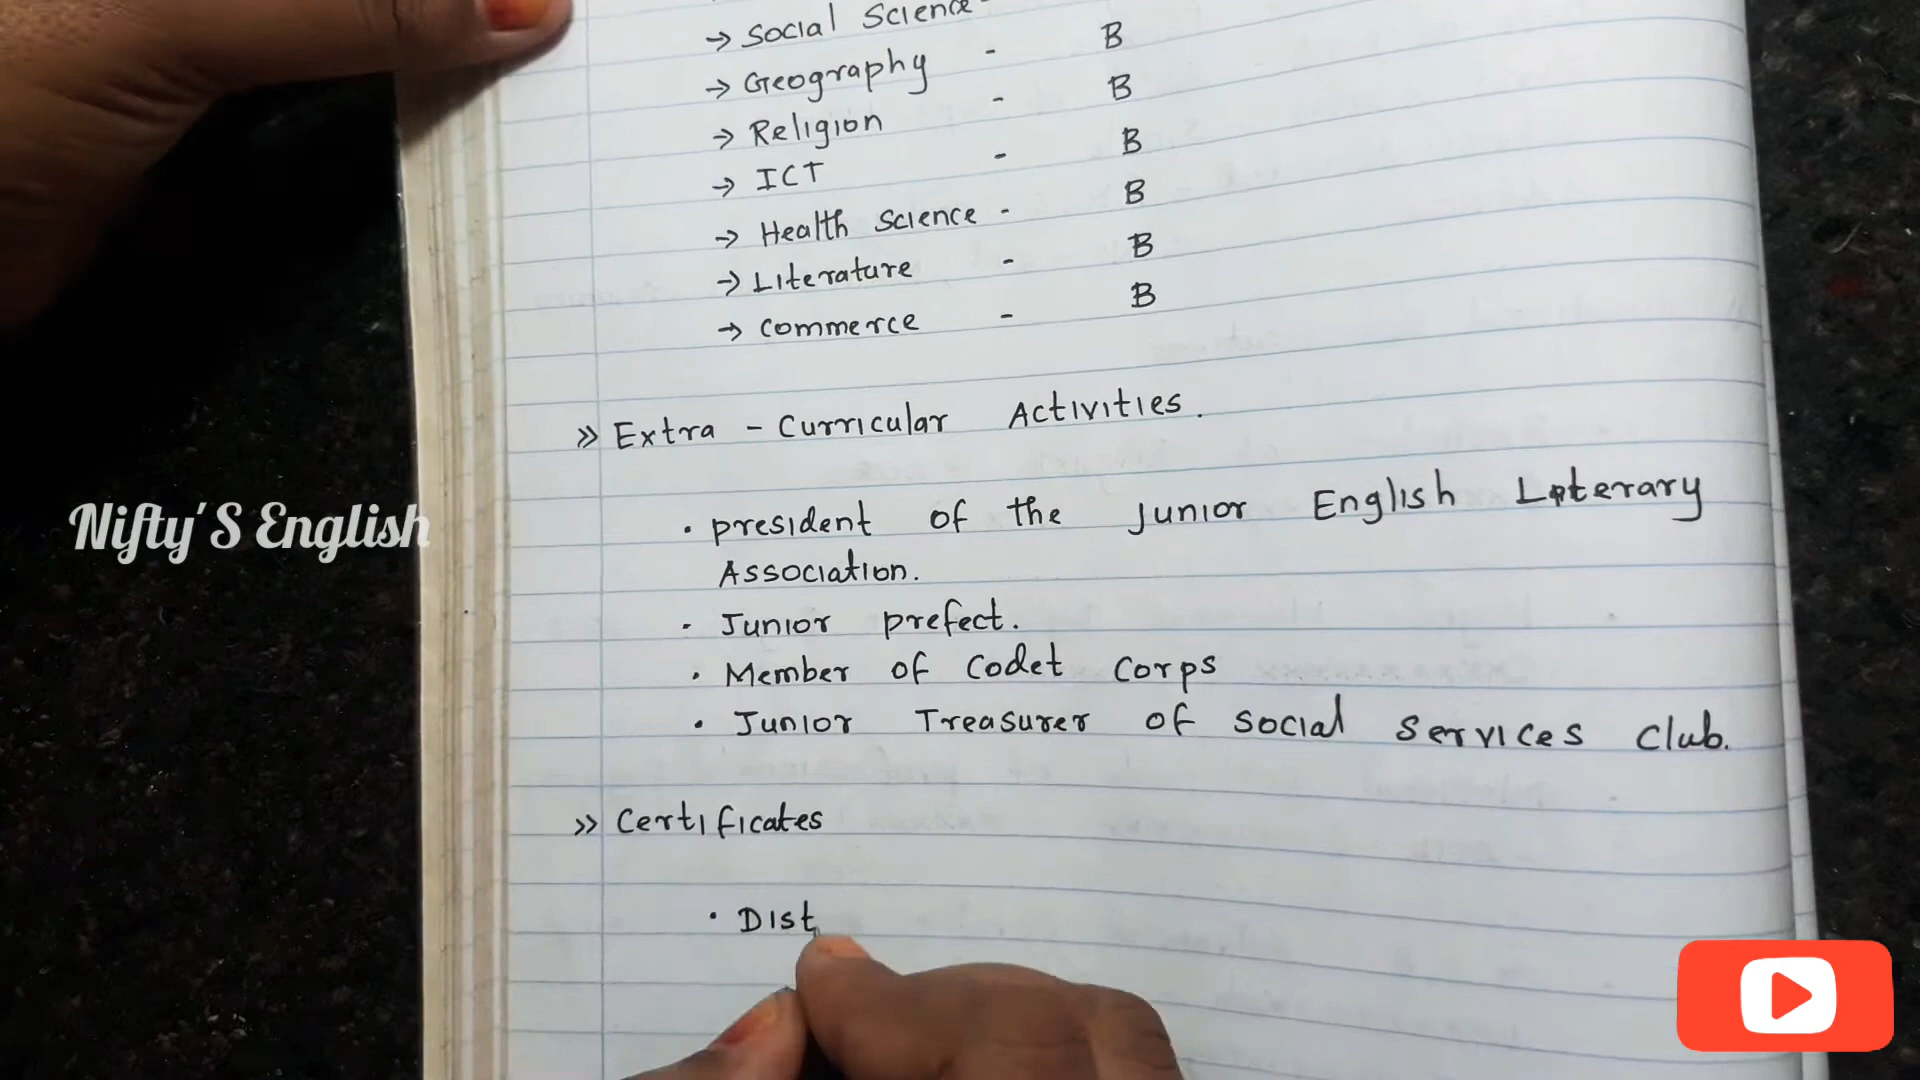 → Social Science -
→ Geography - B
→ Religion - B
→ ICT - B
→ Health Science - B
→ Literature - B
→ Commerce - B
» Extra - Curricular Activities.
• president of the Junior English Literary
Association.
• Junior prefect.
• Member of Codet Corps
• Junior Treasurer of Social Services Club.
» Certificates
• Dist
Nifty'S English